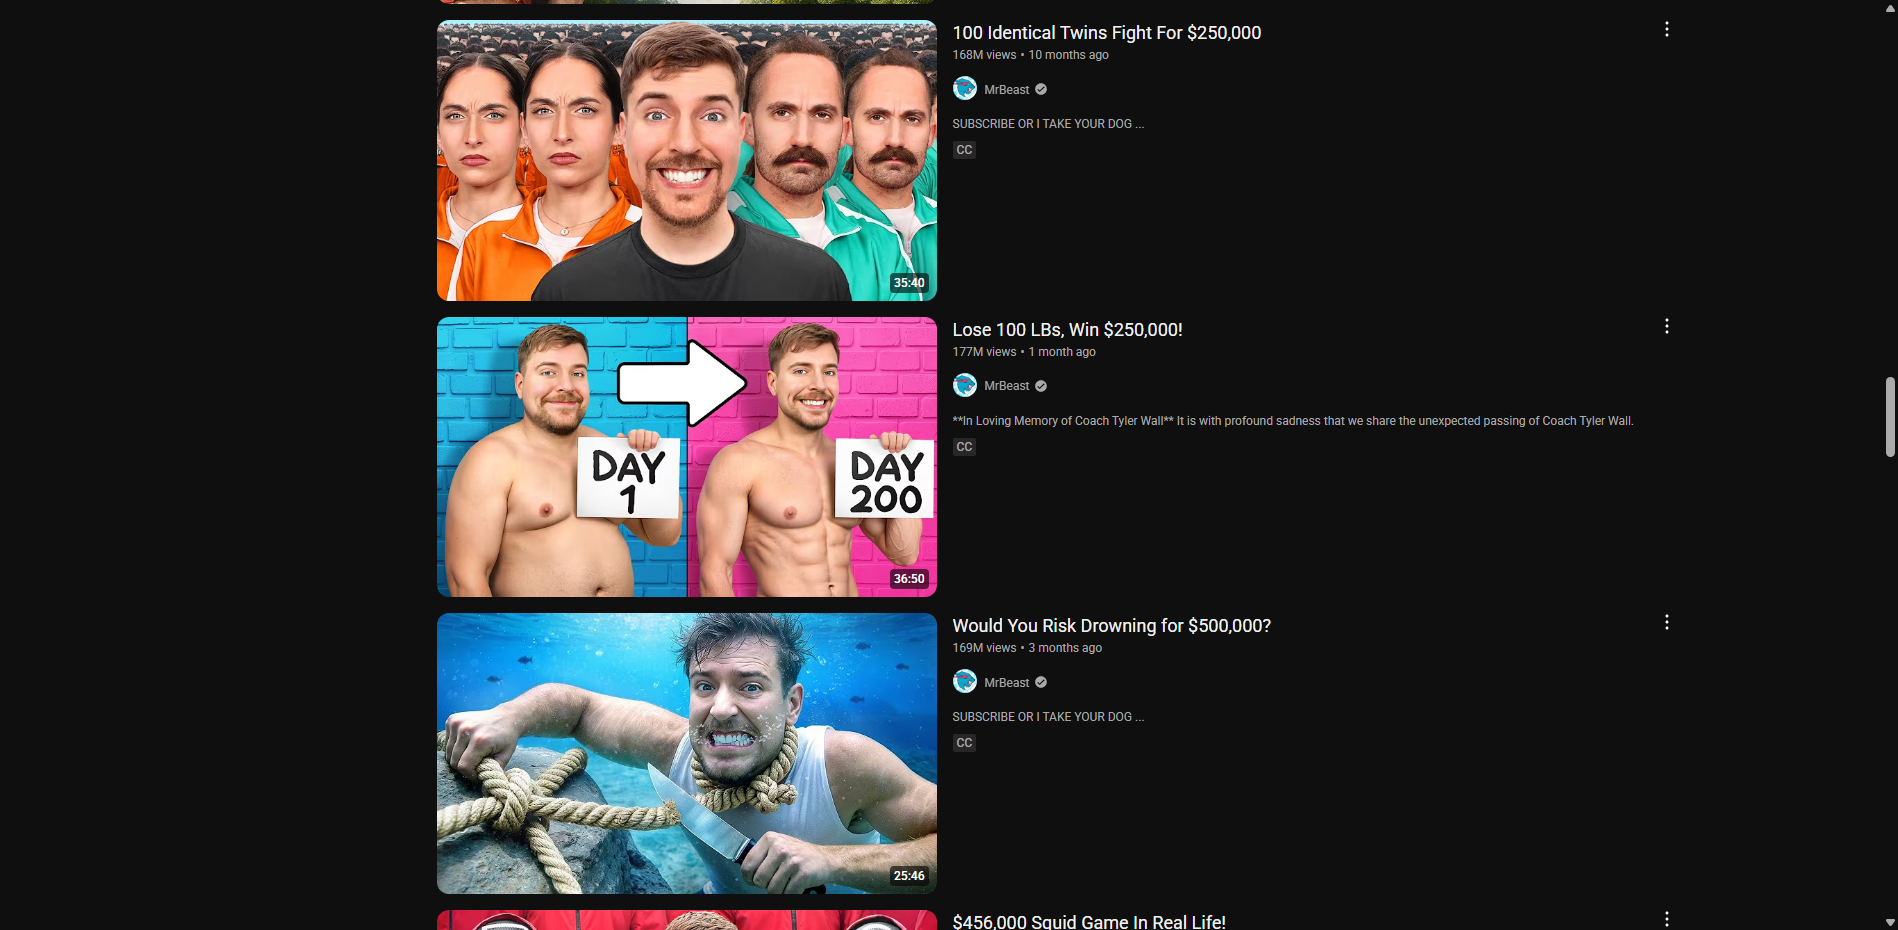 100 Identical Twins Fight For $250,000
168M views • 10 months ago
MrBeast
SUBSCRIBE OR I TAKE YOUR DOG ...
CC
35:40
Lose 100 LBs, Win $250,000!
177M views • 1 month ago
MrBeast
**In Loving Memory of Coach Tyler Wall** It is with profound sadness that we share the unexpected passing of Coach Tyler Wall.
CC
DAY
1
DAY
200
36:50
Would You Risk Drowning for $500,000?
169M views • 3 months ago
MrBeast
SUBSCRIBE OR I TAKE YOUR DOG ...
CC
25:46
$456,000 Squid Game In Real Life!